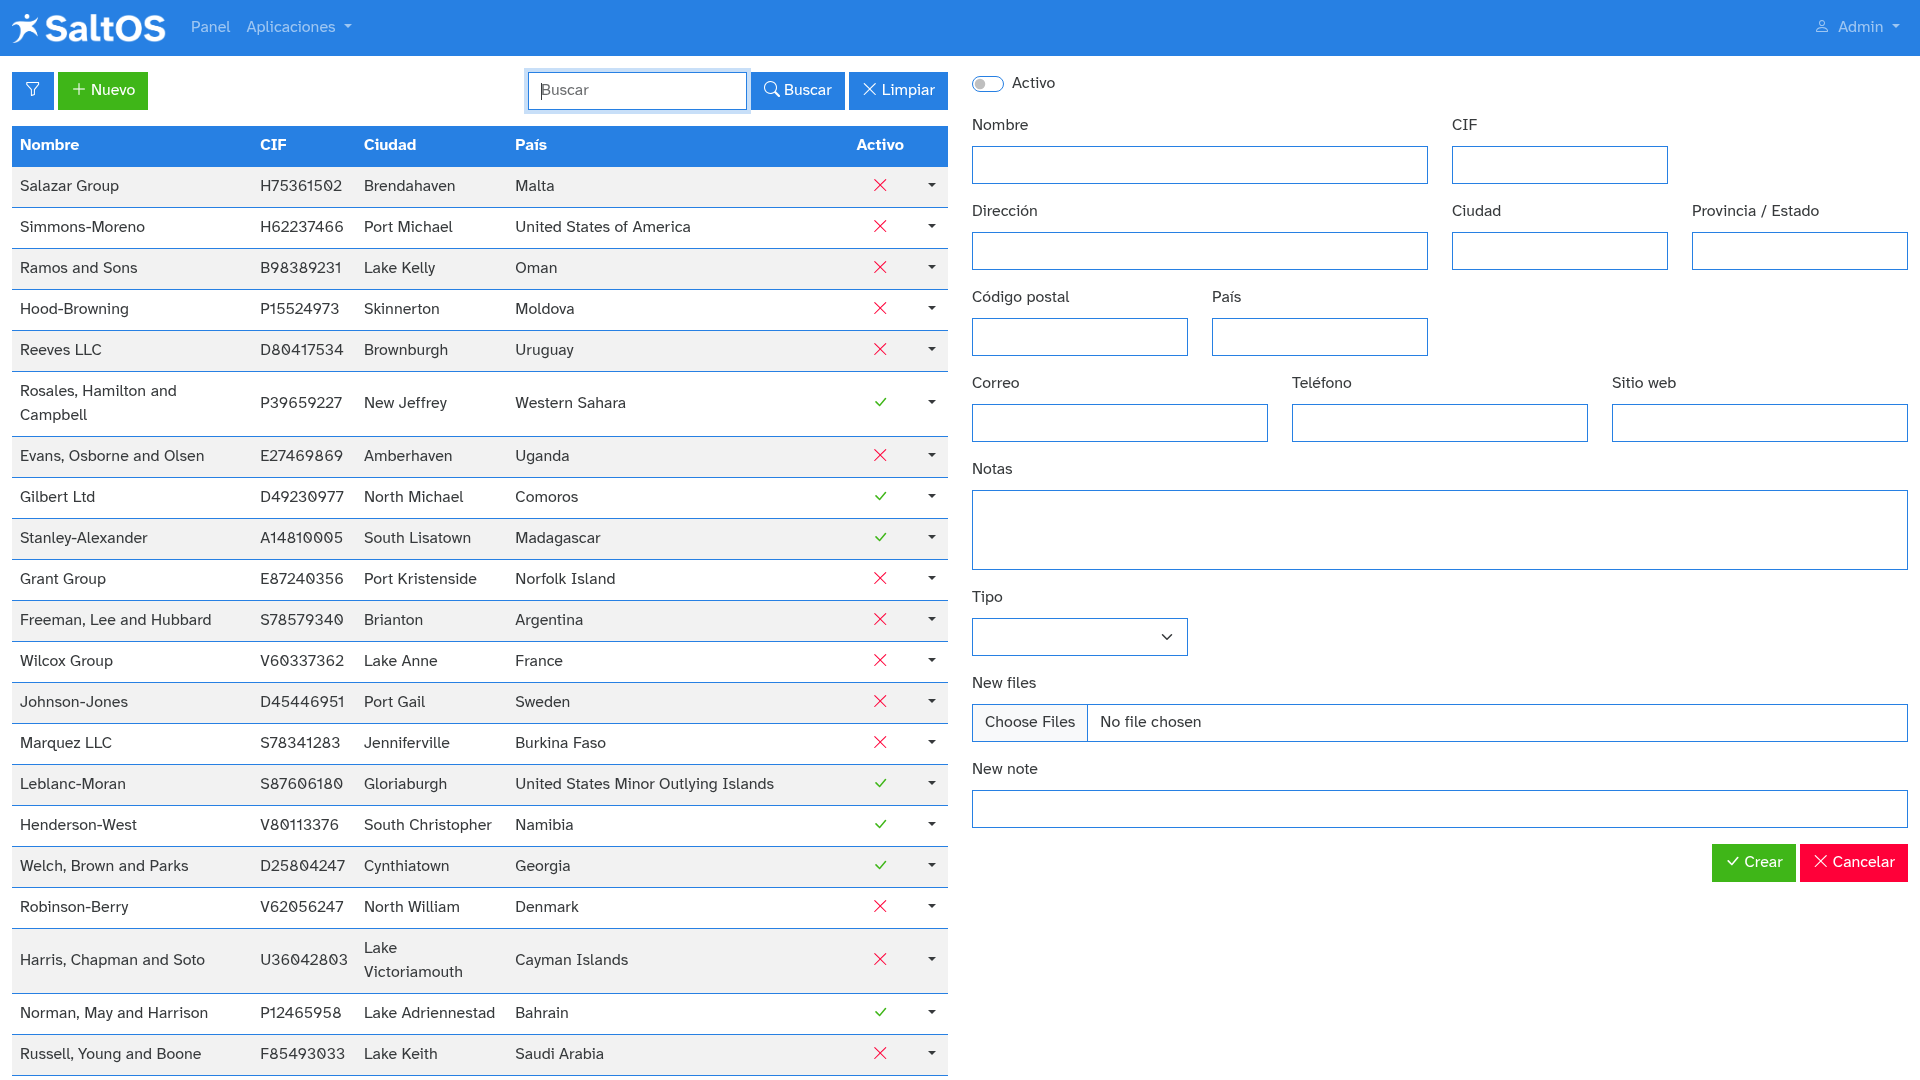 SaltOS Panel Aplicaciones Admin
Nuevo Buscar Buscar Limpiar
Nombre CIF Ciudad País Activo
Salazar Group H75361502 Brendahaven Malta
Simmons-Moreno H62237466 Port Michael United States of America
Ramos and Sons B98389231 Lake Kelly Oman
Hood-Browning P15524973 Skinnerton Moldova
Reeves LLC D80417534 Brownburgh Uruguay
Rosales, Hamilton and
Campbell P39659227 New Jeffrey Western Sahara
Evans, Osborne and Olsen E27469869 Amberhaven Uganda
Gilbert Ltd D49230977 North Michael Comoros
Stanley-Alexander A14810005 South Lisatown Madagascar
Grant Group E87240356 Port Kristenside Norfolk Island
Freeman, Lee and Hubbard S78579340 Brianton Argentina
Wilcox Group V60337362 Lake Anne France
Johnson-Jones D45446951 Port Gail Sweden
Marquez LLC S78341283 Jenniferville Burkina Faso
Leblanc-Moran S87606180 Gloriaburgh United States Minor Outlying Islands
Henderson-West V80113376 South Christopher Namibia
Welch, Brown and Parks D25804247 Cynthiatown Georgia
Robinson-Berry V62056247 North William Denmark
Harris, Chapman and Soto U36042803 Lake
Victoriamouth Cayman Islands
Norman, May and Harrison P12465958 Lake Adriennestad Bahrain
Russell, Young and Boone F85493033 Lake Keith Saudi Arabia
Activo
Nombre CIF
Dirección Ciudad Provincia / Estado
Código postal País
Correo Teléfono Sitio web
Notas
Tipo
New files
Choose Files No file chosen
New note
Crear Cancelar